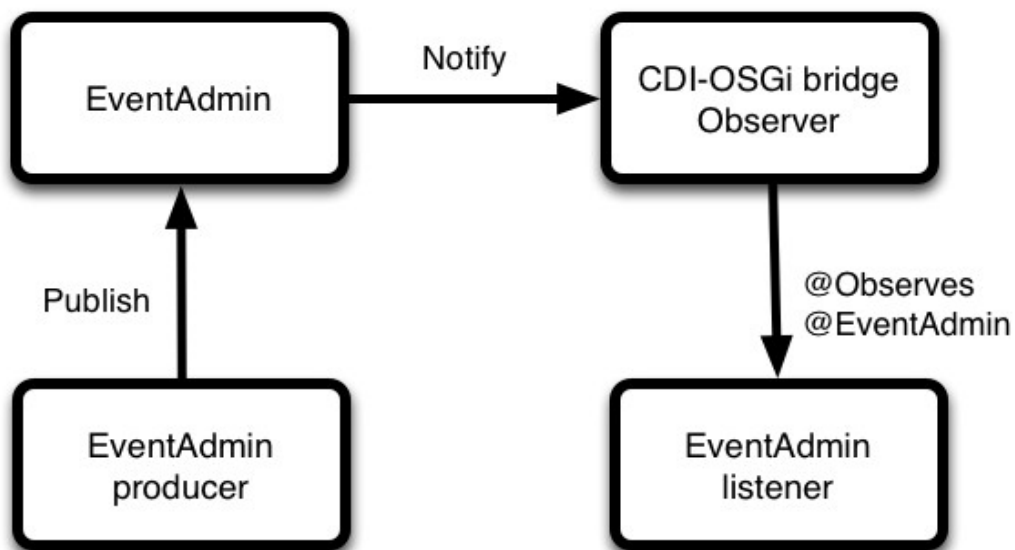 EventAdmin
Notify
CDI-OSGi bridge
Observer
Publish
@Observes
@EventAdmin
EventAdmin
producer
EventAdmin
listener